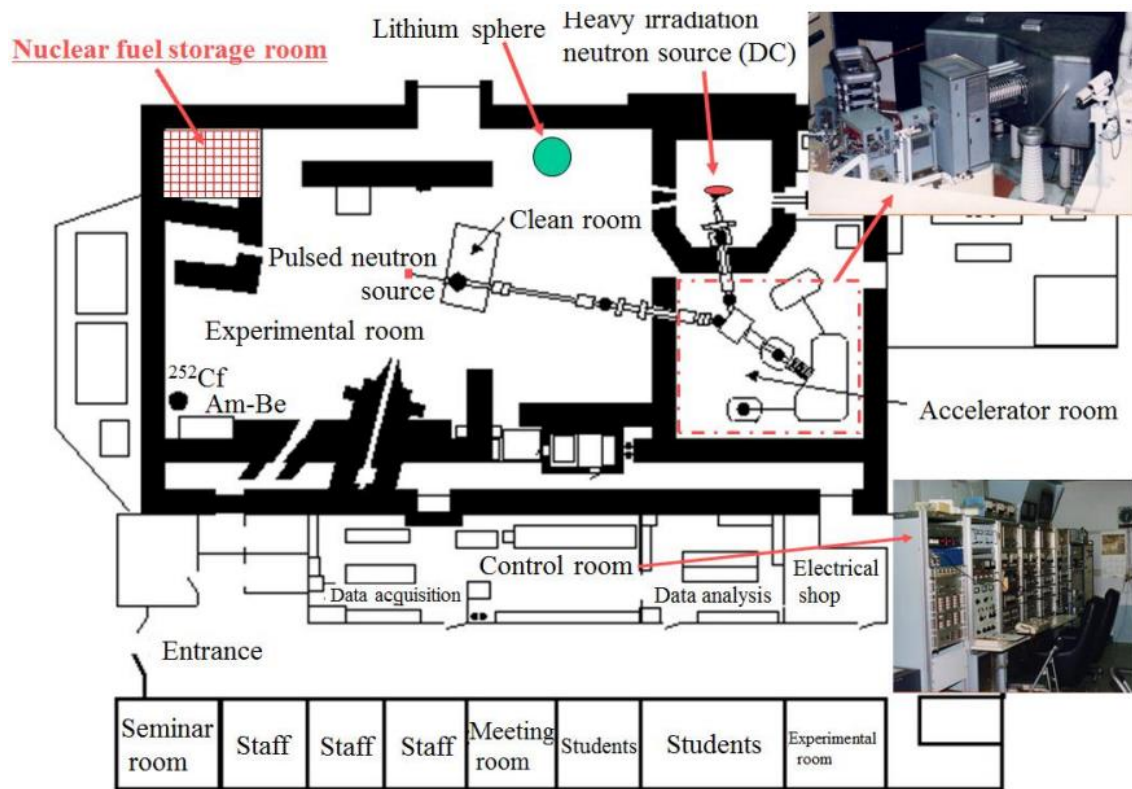 Nuclear fuel storage room
Lithium sphere
Heavy irradiation
neutron source (DC)
Clean room
Pulsed neutron
source
Experimental room
252Cf
Am-Be
Accelerator room
Control room
Electrical
shop
Data acquisition
Data analysis
Entrance
Seminar
room
Staff
Staff
Staff
Meeting
room
Students
Students
Experimental
room